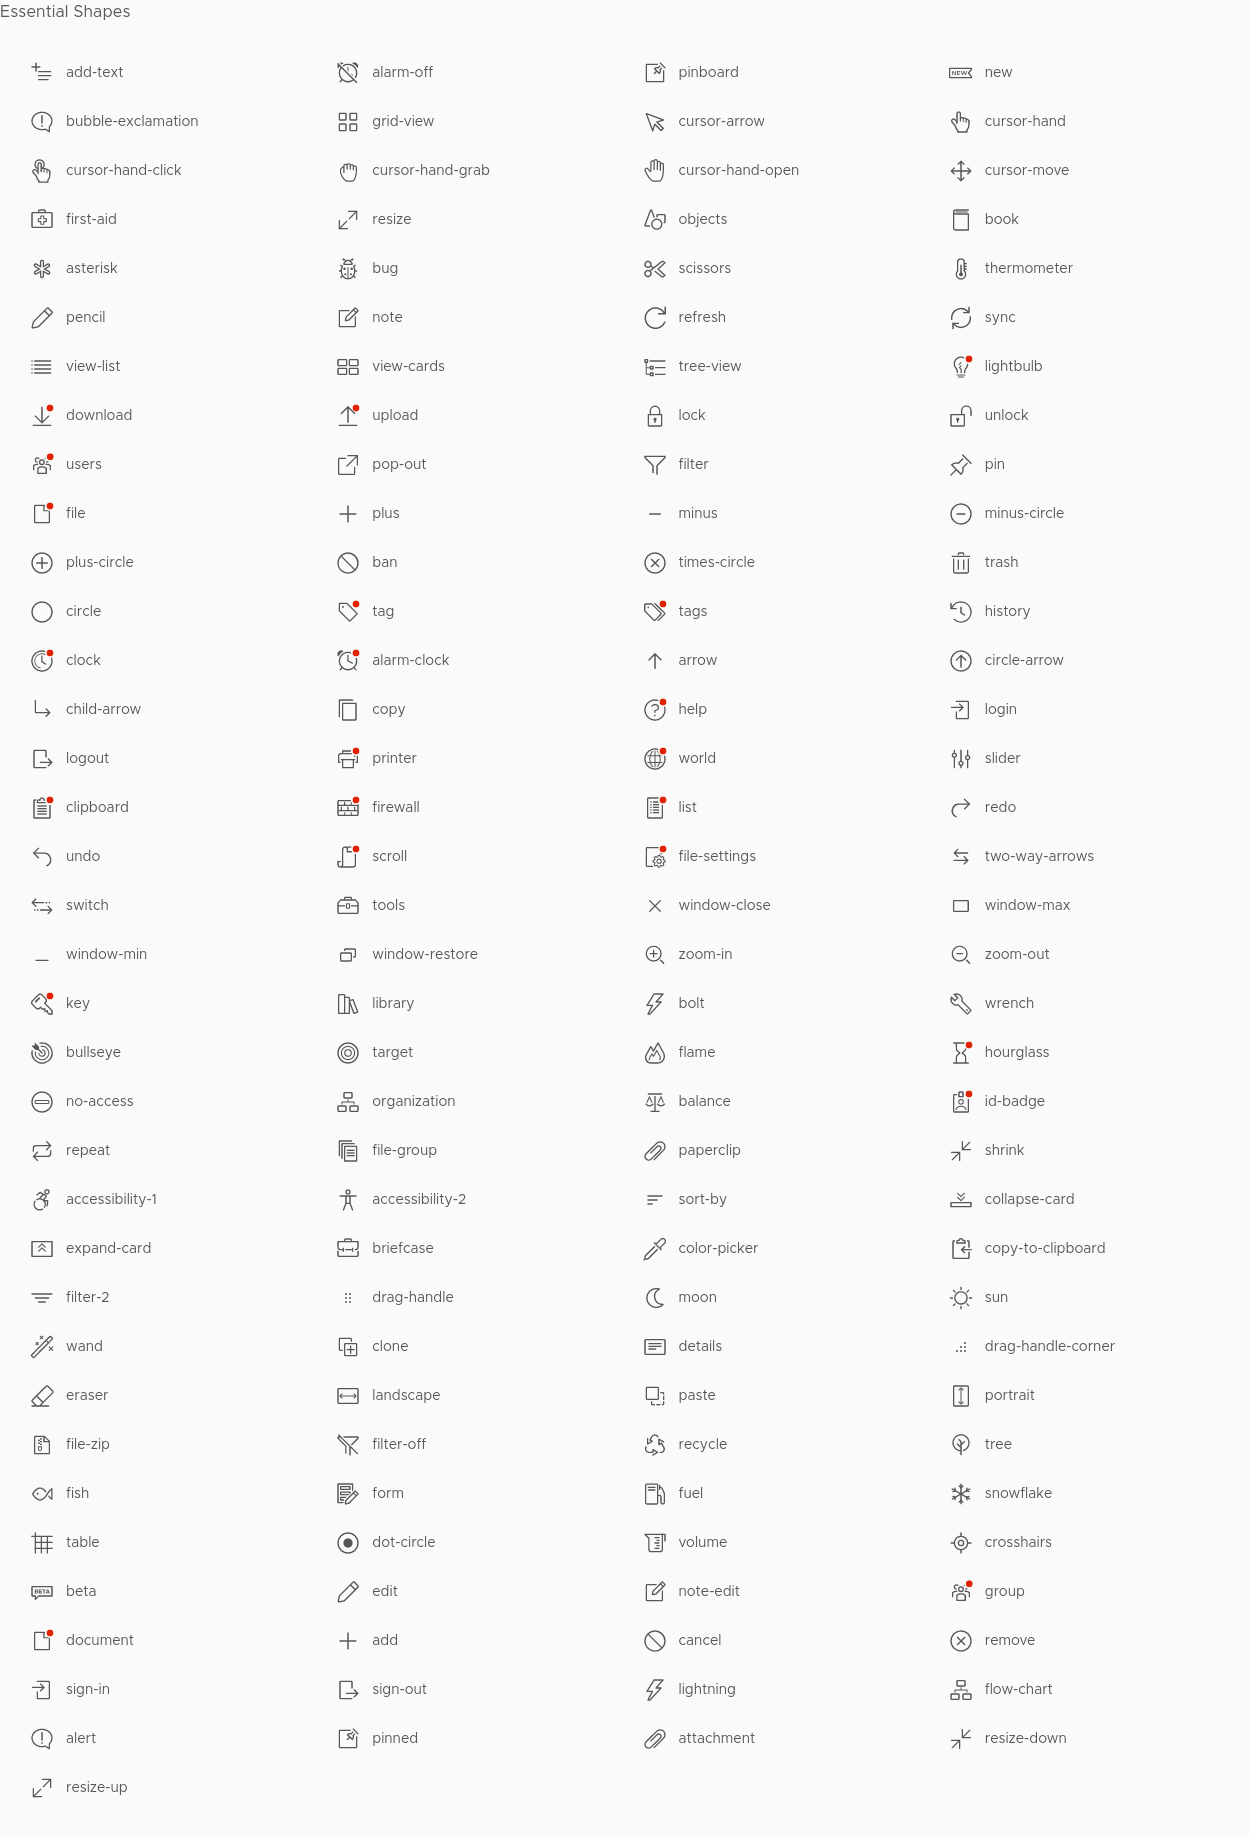 Essential Shapes
add-text alarm-off pinboard NEW new
bubble-exclamation grid-view cursor-arrow cursor-hand
cursor-hand-click cursor-hand-grab cursor-hand-open cursor-move
first-aid resize objects book
asterisk bug scissors thermometer
pencil note refresh sync
view-list view-cards tree-view lightbulb
download upload lock unlock
users pop-out filter pin
file plus minus minus-circle
plus-circle ban times-circle trash
circle tag tags history
clock alarm-clock arrow circle-arrow
child-arrow copy help login
logout printer world slider
clipboard firewall list redo
undo scroll file-settings two-way-arrows
switch tools window-close window-max
window-min window-restore zoom-in zoom-out
key library bolt wrench
bullseye target flame hourglass
no-access organization balance id-badge
repeat file-group paperclip shrink
accessibility-1 accessibility-2 sort-by collapse-card
expand-card briefcase color-picker copy-to-clipboard
filter-2 drag-handle moon sun
wand clone details drag-handle-corner
eraser landscape paste portrait
file-zip filter-off recycle tree
fish form fuel snowflake
table dot-circle volume crosshairs
BETA beta edit note-edit group
document add cancel remove
sign-in sign-out lightning flow-chart
alert pinned attachment resize-down
resize-up